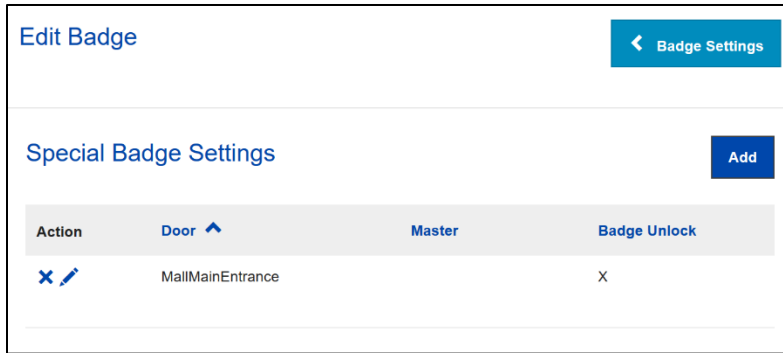 Edit Badge
Badge Settings
Special Badge Settings
Add
Action Door Master Badge Unlock
MallMainEntrance X